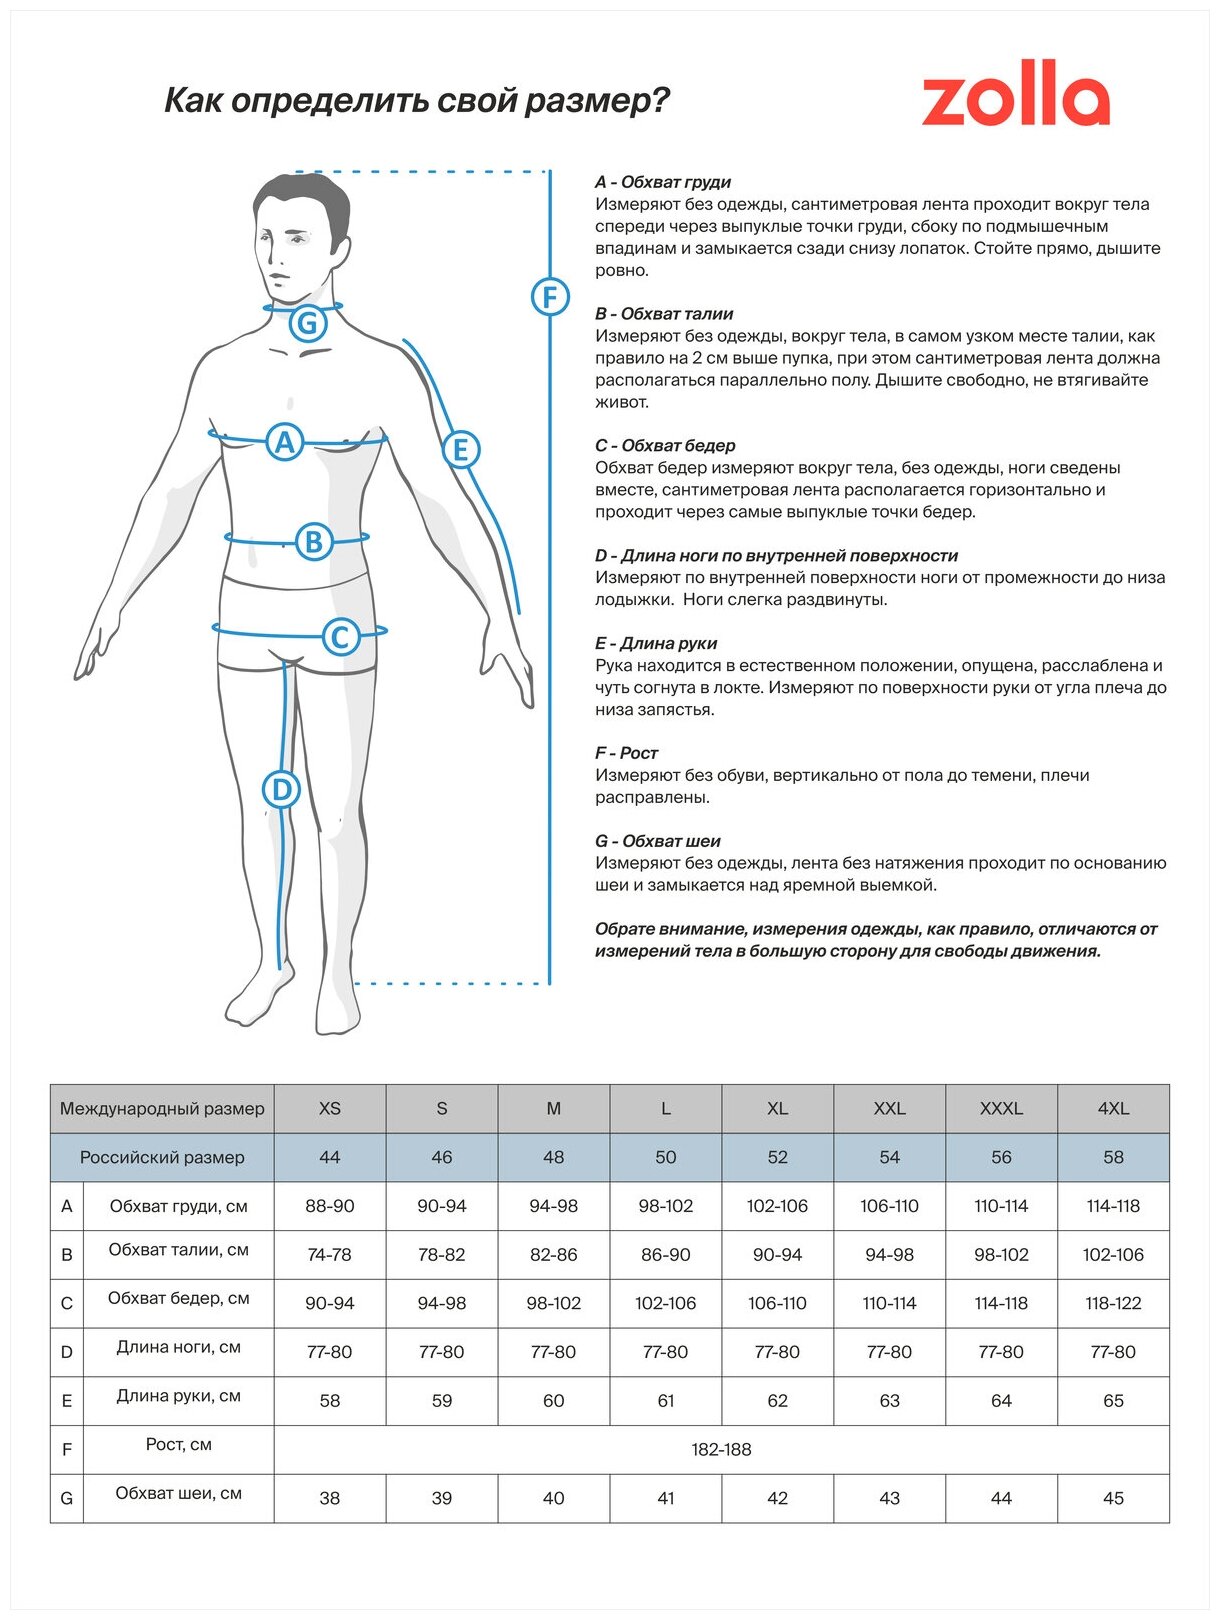 Как определить свой размер?
zolla
A - Обхват груди
Измеряют без одежды, сантиметровая лента проходит вокруг тела
спереди через выпуклые точки груди, сбоку по подмышечным
впадинам и замыкается сзади снизу лопаток. Стойте прямо, дышите
ровно.
B - Обхват талии
Измеряют без одежды, вокруг тела, в самом узком месте талии, как
правило на 2 см выше пупка, при этом сантиметровая лента должна
располагаться параллельно полу. Дышите свободно, не втягивайте
живот.
C - Обхват бедер
Обхват бедер измеряют вокруг тела, без одежды, ноги сведены
вместе, сантиметровая лента располагается горизонтально и
проходит через самые выпуклые точки бедер.
D - Длина ноги по внутренней поверхности
Измеряют по внутренней поверхности ноги от промежности до низа
лодыжки.  Ноги слегка раздвинуты.
E - Длина руки
Рука находится в естественном положении, опущена, расслаблена и
чуть согнута в локте. Измеряют по поверхности руки от угла плеча до
низа запястья.
F - Рост
Измеряют без обуви, вертикально от пола до темени, плечи
расправлены.
G - Обхват шеи
Измеряют без одежды, лента без натяжения проходит по основанию
шеи и замыкается над яремной выемкой.
Обрате внимание, измерения одежды, как правило, отличаются от
измерений тела в большую сторону для свободы движения.
F
G
A
E
B
C
D
Международный размер XS S M L XL XXL XXXL 4XL
Российский размер 44 46 48 50 52 54 56 58
A Обхват груди, см 88-90 90-94 94-98 98-102 102-106 106-110 110-114 114-118
B Обхват талии, см 74-78 78-82 82-86 86-90 90-94 94-98 98-102 102-106
C Обхват бедер, см 90-94 94-98 98-102 102-106 106-110 110-114 114-118 118-122
D Длина ноги, см 77-80 77-80 77-80 77-80 77-80 77-80 77-80 77-80
E Длина руки, см 58 59 60 61 62 63 64 65
F Рост, см 182-188
G Обхват шеи, см 38 39 40 41 42 43 44 45